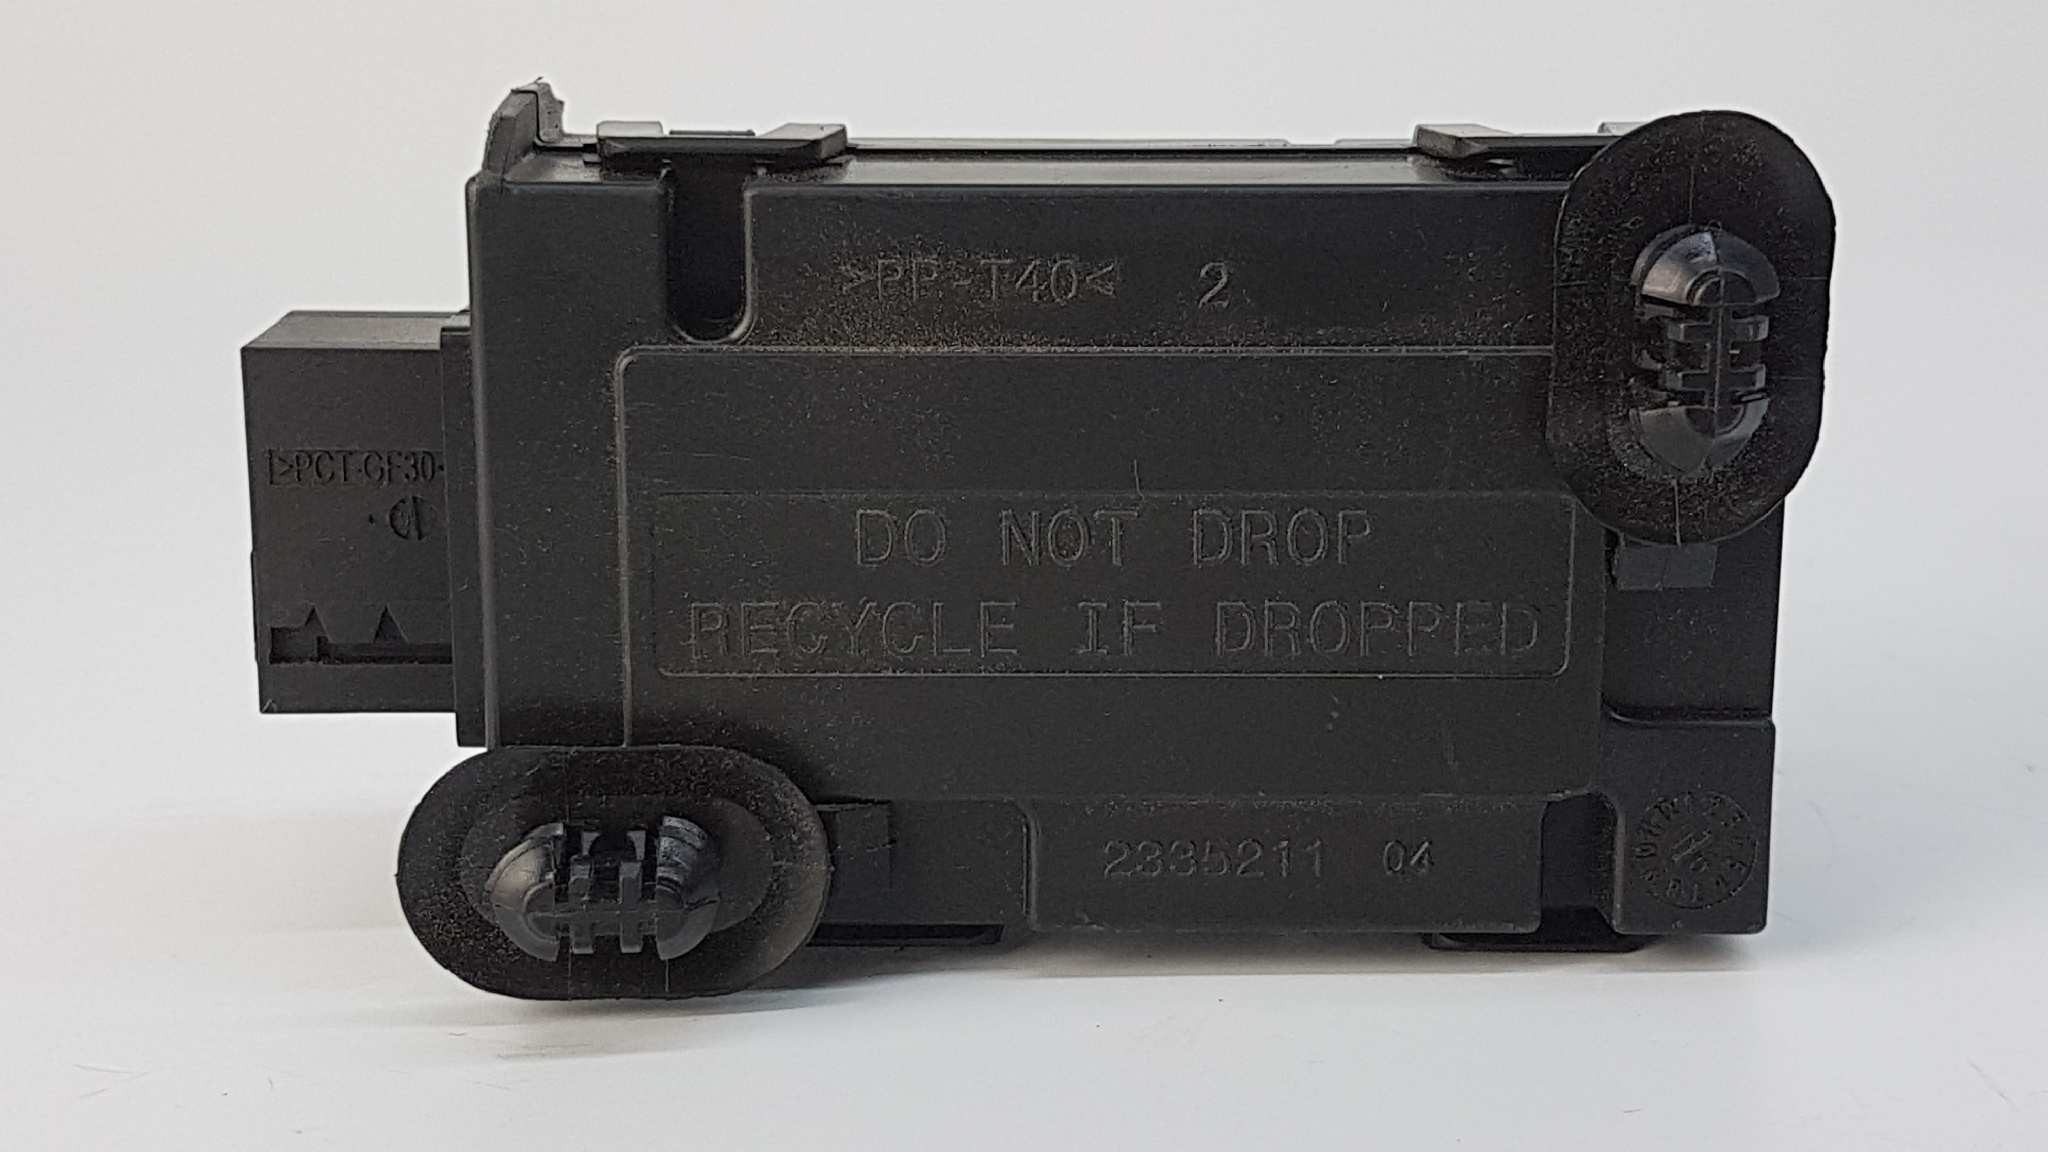 >PP-T40< 2
>PCT-GF30
DO NOT DROP
RECYCLE IF DROPPED
2335211 04